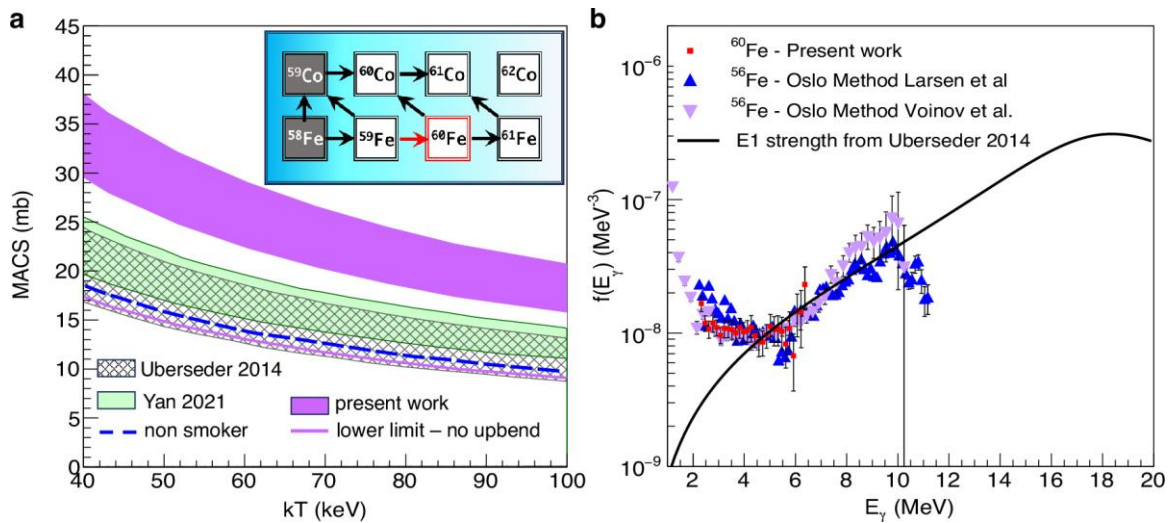 a
45
40
35
30
25
20
15
10
5
0
MACS (mb)
40
50
60
70
80
90
100
kT (keV)
⁵⁹Co
⁶⁰Co
⁶¹Co
⁶²Co
⁵⁸Fe
⁵⁹Fe
⁶⁰Fe
⁶¹Fe
Uberseder 2014
Yan 2021
present work
non smoker
lower limit – no upbend
b
⁶⁰Fe - Present work
⁵⁶Fe - Oslo Method Larsen et al
⁵⁶Fe - Oslo Method Voinov et al.
E1 strength from Uberseder 2014
10⁻⁶
10⁻⁷
10⁻⁸
10⁻⁹
f(Eγ) (MeV⁻³)
2
4
6
8
10
12
14
16
18
20
Eγ (MeV)